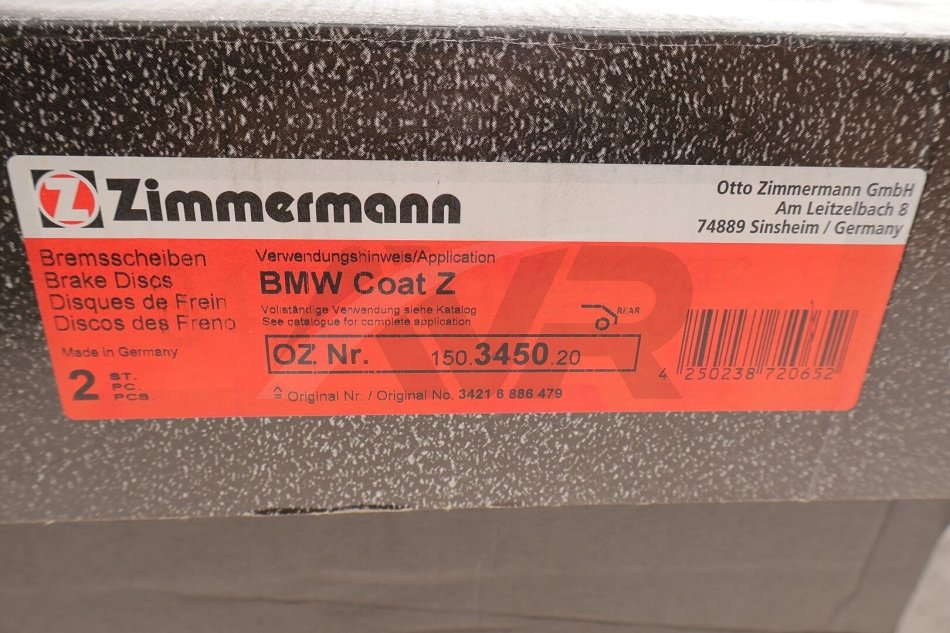 Z Zimmermann
Otto Zimmermann GmbH
Am Leitzelbach 8
74889 Sinsheim / Germany
Bremsscheiben
Brake Discs
Disques de Frein
Discos des Freno
Made in Germany
2 ST.
PC.
PCS.
Verwendungshinweis/Application
BMW Coat Z
Vollständige Verwendung siehe Katalog
See catalogue for complete application
REAR
OZ Nr. 150.3450.20
≙ Original Nr. / Original No. 3421 6 886 479
4 250238 720652
AVR